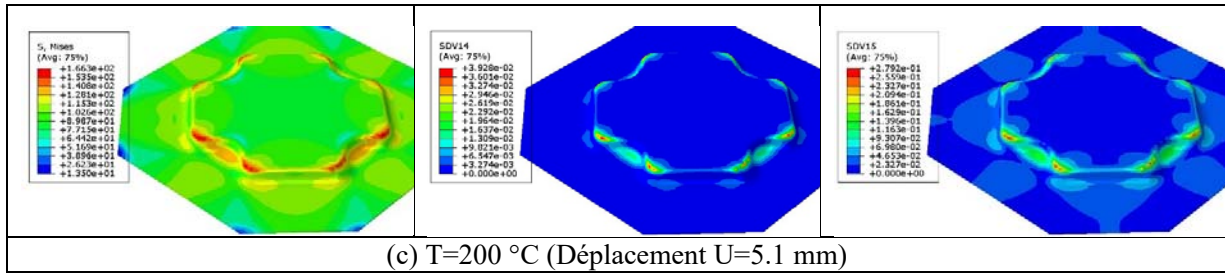 S, Mises
(Avg: 75%)
+1.663e+02
+1.535e+02
+1.408e+02
+1.281e+02
+1.153e+02
+1.026e+02
+8.987e+01
+7.715e+01
+6.442e+01
+5.169e+01
+3.896e+01
+2.623e+01
+1.350e+01
SDV14
(Avg: 75%)
+3.928e-02
+3.601e-02
+3.274e-02
+2.946e-02
+2.619e-02
+2.292e-02
+1.964e-02
+1.637e-02
+1.309e-02
+9.821e-03
+6.547e-03
+3.274e-03
+0.000e+00
SDV15
(Avg: 75%)
+2.792e-01
+2.559e-01
+2.327e-01
+2.094e-01
+1.861e-01
+1.629e-01
+1.396e-01
+1.163e-01
+9.307e-02
+6.980e-02
+4.653e-02
+2.327e-02
+0.000e+00
(c) T=200 °C (Déplacement U=5.1 mm)